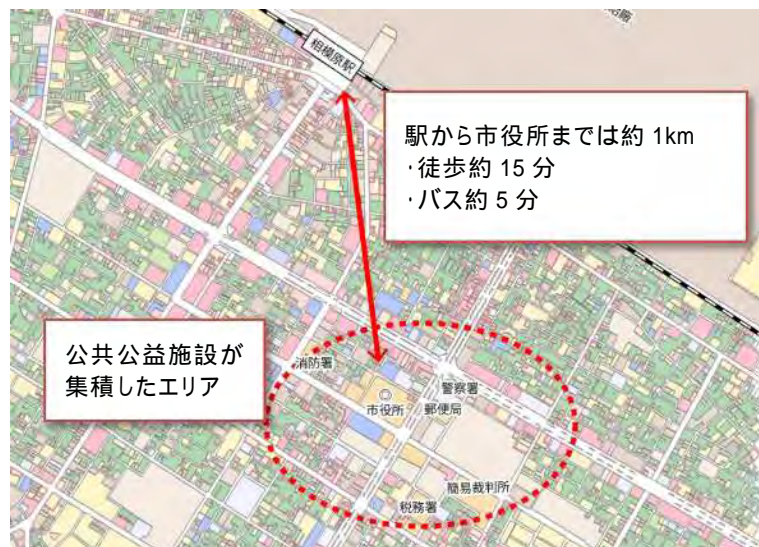 相模原駅
駅から市役所までは約 1km
・徒歩約 15 分
・バス約 5 分
公共公益施設が
集積したエリア
消防署
警察署
市役所
郵便局
簡易裁判所
税務署